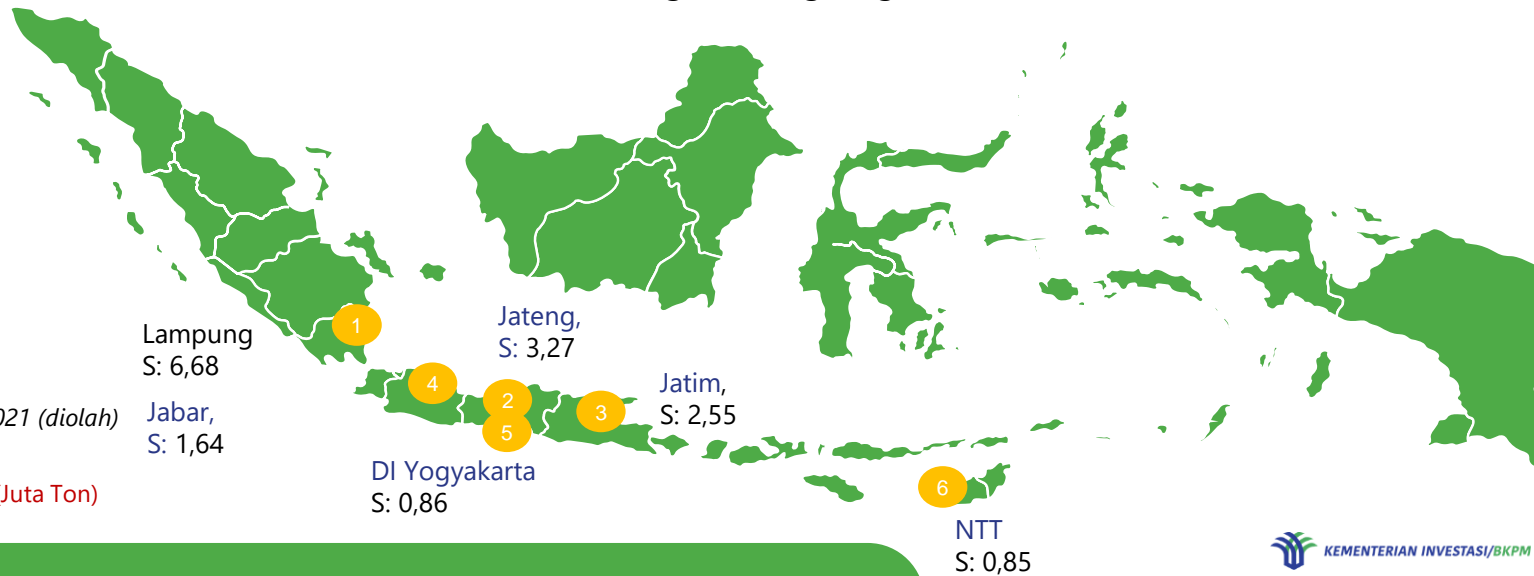 Lampung
S: 6,68
1
Jateng,
S: 3,27
4
2
3
5
Jatim,
S: 2,55
021 (diolah)
Jabar,
S: 1,64
DI Yogyakarta
S: 0,86
(Juta Ton)
6
NTT
S: 0,85
KEMENTERIAN INVESTASI/BKPM